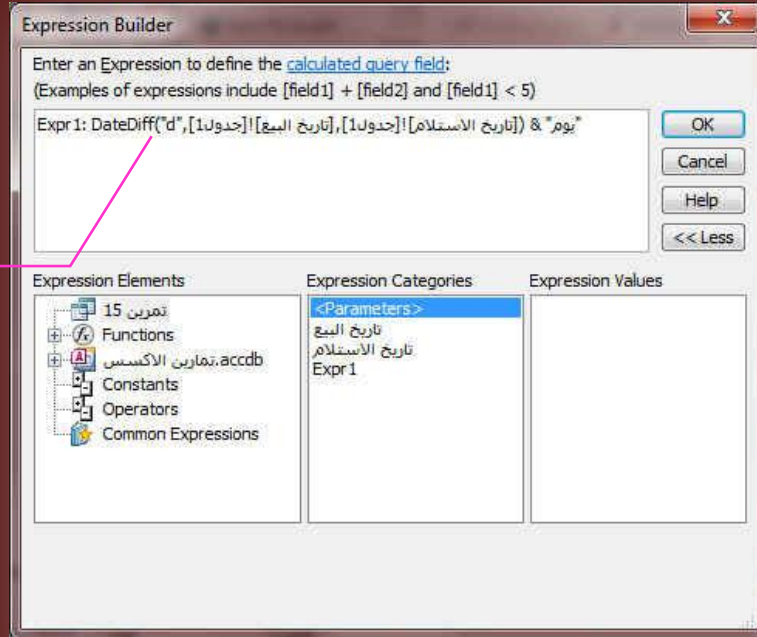 Expression Builder
Enter an Expression to define the calculated query field:
(Examples of expressions include [field1] + [field2] and [field1] < 5)
Expr1: DateDiff("d",[جدول1]![تاريخ البيع],[جدول1]![تاريخ الاستلام]) & "يوم"
OK
Cancel
Help
<< Less
Expression Elements
تمرين 15
Functions
تمارين الاكسس.accdb
Constants
Operators
Common Expressions
Expression Categories
<Parameters>
تاريخ البيع
تاريخ الاستلام
Expr1
Expression Values